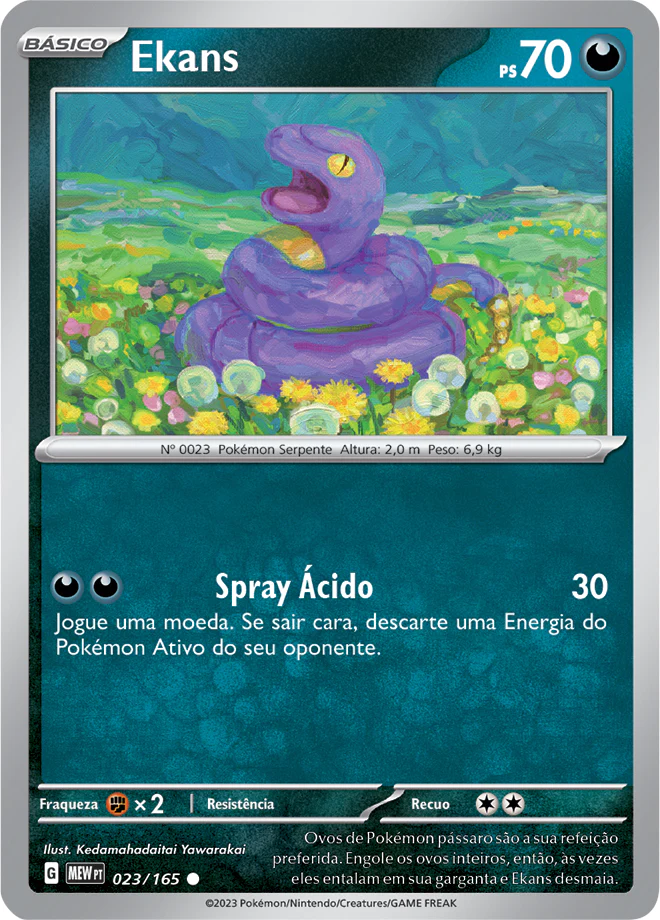 BÁSICO
Ekans
PS 70
Nº 0023 Pokémon Serpente Altura: 2,0 m Peso: 6,9 kg
Spray Ácido 30
Jogue uma moeda. Se sair cara, descarte uma Energia do
Pokémon Ativo do seu oponente.
Fraqueza ×2 Resistência Recuo
Ilust. Kedamahadaitai Yawarakai
G MEW PT 023/165
Ovos de Pokémon pássaro são a sua refeição
preferida. Engole os ovos inteiros, então, às vezes
eles entalam em sua garganta e Ekans desmaia.
©2023 Pokémon/Nintendo/Creatures/GAME FREAK